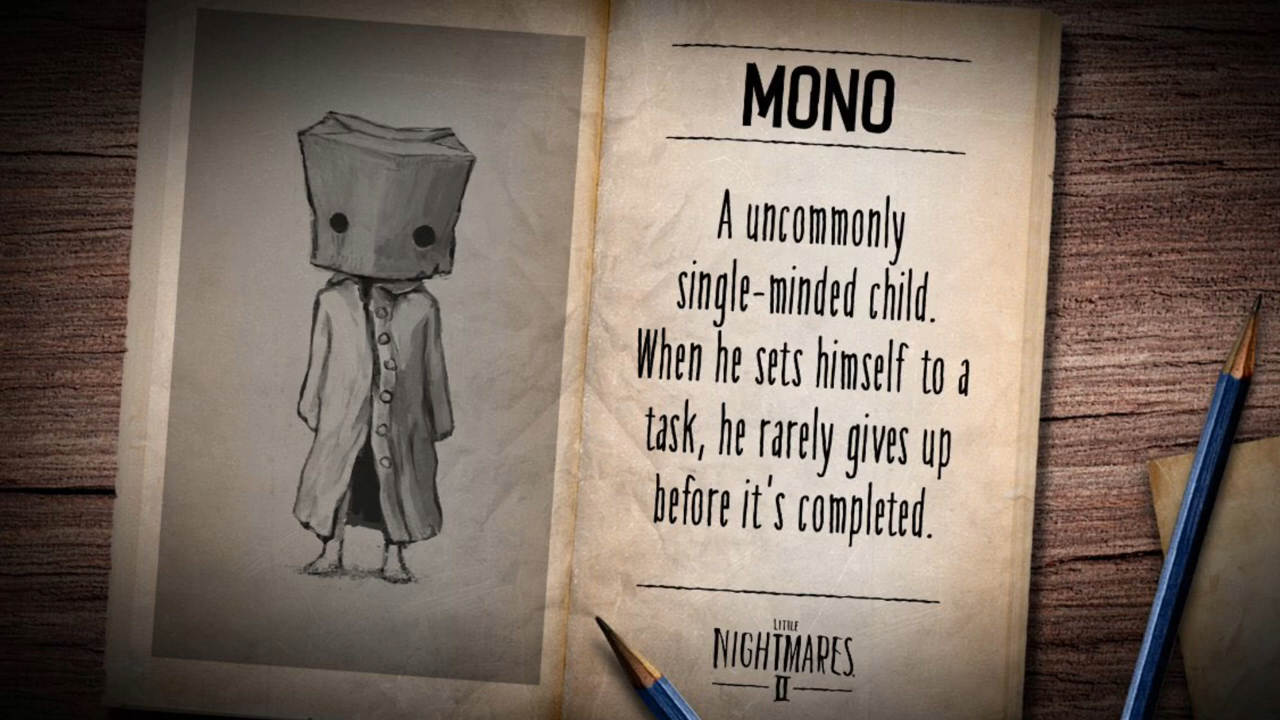 MONO
A uncommonly
single-minded child.
When he sets himself to a
task, he rarely gives up
before it's completed.
LITTLE
NIGHTMARES
II